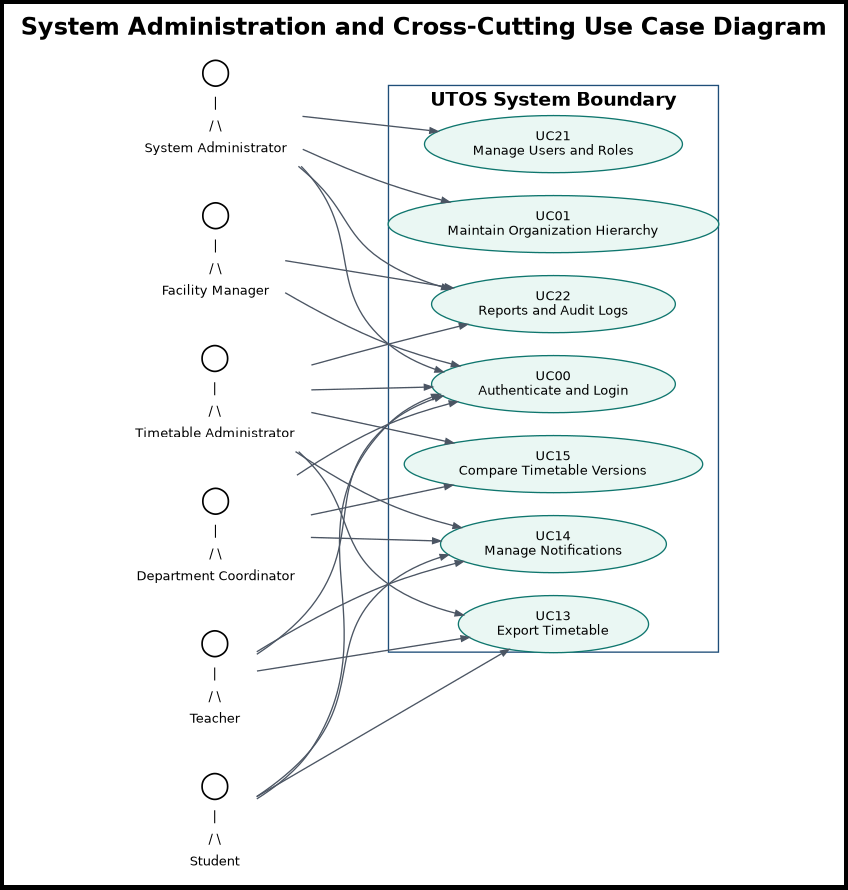 System Administration and Cross-Cutting Use Case Diagram
UTOS System Boundary
System Administrator
Facility Manager
Timetable Administrator
Department Coordinator
Teacher
Student
UC21
Manage Users and Roles
UC01
Maintain Organization Hierarchy
UC22
Reports and Audit Logs
UC00
Authenticate and Login
UC15
Compare Timetable Versions
UC14
Manage Notifications
UC13
Export Timetable